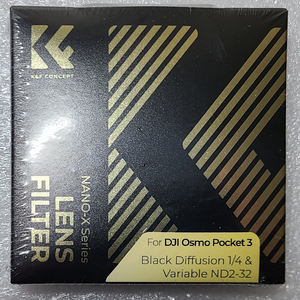 K&F CONCEPT
NANO-X Series
LENS
FILTER
For DJI Osmo Pocket 3
Black Diffusion 1/4 &
Variable ND2-32